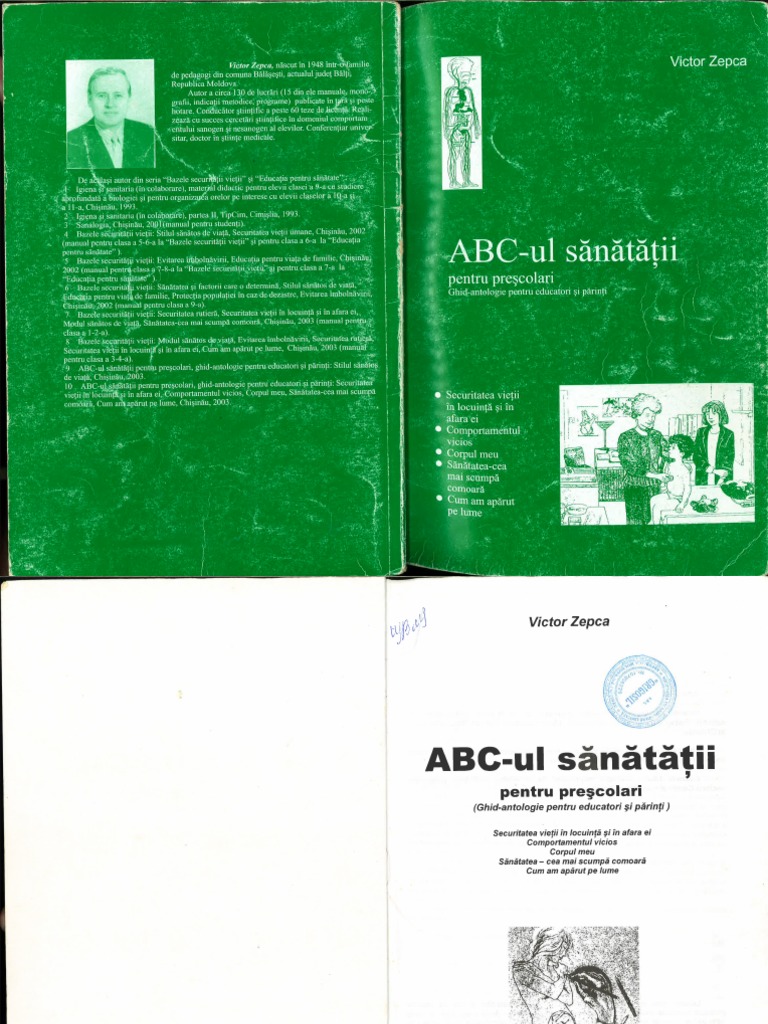 Victor Zepca, născut în 1948 într-o familie
de pedagogi din comuna Bălăşeşti, actualul judeţ Bălţi,
Republica Moldova.
Autor a circa 130 de lucrări (15 din ele manuale, mono-
grafii, indicaţii metodice, programe) publicate în ţară şi peste
hotare. Conducător ştiinţific a peste 60 teze de licenţă. Reali-
zează cu succes cercetări ştiinţifice în domeniul comportam
entului sanogen şi nesanogen al elevilor. Conferenţiar univer-
sitar, doctor în ştiinţe medicale.
De acelaşi autor din seria "Bazele securităţii vieţii" şi "Educaţia pentru sănătate".
1 Igiena şi sanitaria (în colaborare), material didactic pentru elevii clasei a 9-a cu studiere
aprofundată a biologiei şi pentru organizarea orelor pe interese cu elevii claselor a 10-a şi
a 11-a, Chişinău, 1993.
2 Igiena şi sanitaria (în colaborare), partea II, TipCim, Cimişlia, 1993.
3 Sanalogia, Chişinău, 2001(manual pentru studenţi).
4 Bazele securităţii vieţii: Stilul sănătos de viaţă, Securitatea vieţii umane, Chişinău, 2002
(manual pentru clasa a 5-6-a la "Bazele securităţii vieţii" şi pentru clasa 6-a la "Educaţia
pentru sănătate" ).
5 Bazele securităţii vieţii: Evitarea îmbolnăvirii, Educaţia pentru viaţa de familie, Chişinău,
2002 (manual pentru clasa a 7-8-a la "Bazele securităţii vieţii" şi pentru clasa 7-a la
"Educaţia pentru sănătate ).
6 Bazele securităţii vieţii: Sănătatea şi factorii care o determină, Stilul sănătos de viaţă,
Educaţia pentru viaţa de familie, Protecţia populaţiei în caz de dezastre, Evitarea îmbolnăvirii,
Chişinău, 2002 (manual pentru clasa a 9-a).
7 Bazele securităţii vieţii: Securitatea rutieră, Securitatea vieţii în locuinţă şi în afara ei,
Modul sănătos de viaţă, Sănătatea-cea mai scumpă comoară, Chişinău, 2003 (manual pentru
clasa a 1-2-a).
8 Bazele securităţii vieţii: Modul sănătos de viaţă, Evitarea îmbolnăvirii, Securitatea rutieră,
Securitatea vieţii în locuinţă şi în afara ei, Cum am apărut pe lume, Chişinău, 2003 (manual
pentru clasa a 3-4-a).
9 ABC-ul sănătăţii pentru preşcolari, ghid-antologie pentru educatori şi părinţi: Stilul sănătos
de viaţă, Chişinău, 2003.
10 . ABC-ul sănătăţii pentru preşcolari, ghid-antologie pentru educatori şi părinţi: Securitatea
vieţii în locuinţă şi în afara ei, Comportamentul vicios, Corpul meu, Sănătatea-cea mai scumpă
comoară, Cum am apărut pe lume, Chişinău, 2003.
Victor Zepca
ABC-ul sănătăţii
pentru preşcolari
Ghid-antologie pentru educatori şi părinţi
• Securitatea vieţii
în locuinţă şi în
afara ei
• Comportamentul
vicios
• Corpul meu
• Sănătatea-cea
mai scumpă
comoară
• Cum am apărut
pe lume
Victor Zepca
ABC-ul sănătăţii
pentru preşcolari
(Ghid-antologie pentru educatori şi părinţi )
Securitatea vieţii în locuinţă şi în afara ei
Comportamentul vicios
Corpul meu
Sănătatea – cea mai scumpă comoară
Cum am apărut pe lume